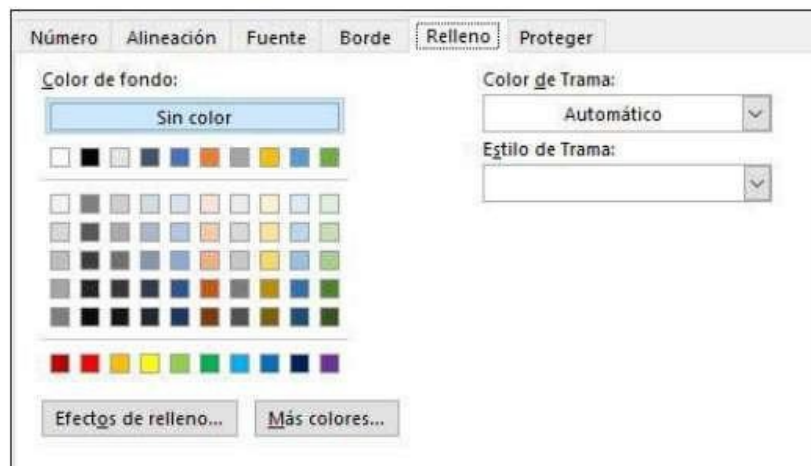 Número Alineación Fuente Borde Relleno Proteger
Color de fondo:
Sin color
Efectos de relleno...
Más colores...
Color de Trama:
Automático
Estilo de Trama: